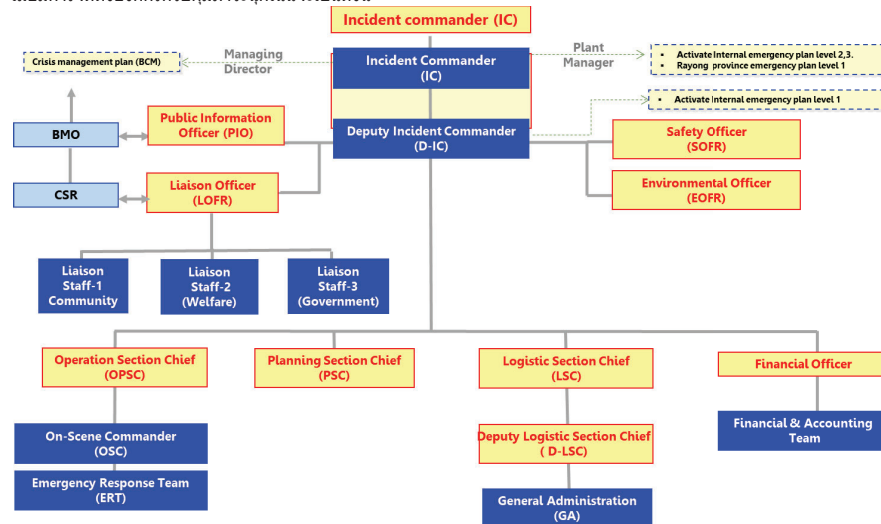 Incident commander (IC)
Managing
Director
Incident Commander
(IC)
Plant
Manager
Crisis management plan (BCM)
▪ Activate Internal emergency plan level 2,3.
▪ Rayong province emergency plan level 1
▪ Activate Internal emergency plan level 1
BMO
Public Information
Officer (PIO)
Deputy Incident Commander
(D-IC)
Safety Officer
(SOFR)
CSR
Liaison Officer
(LOFR)
Environmental Officer
(EOFR)
Liaison
Staff-1
Community
Liaison
Staff-2
(Welfare)
Liaison
Staff-3
(Government)
Operation Section Chief
(OPSC)
Planning Section Chief
(PSC)
Logistic Section Chief
(LSC)
Financial Officer
On-Scene Commander
(OSC)
Deputy Logistic Section Chief
( D-LSC)
Financial & Accounting
Team
Emergency Response Team
(ERT)
General Administration
(GA)